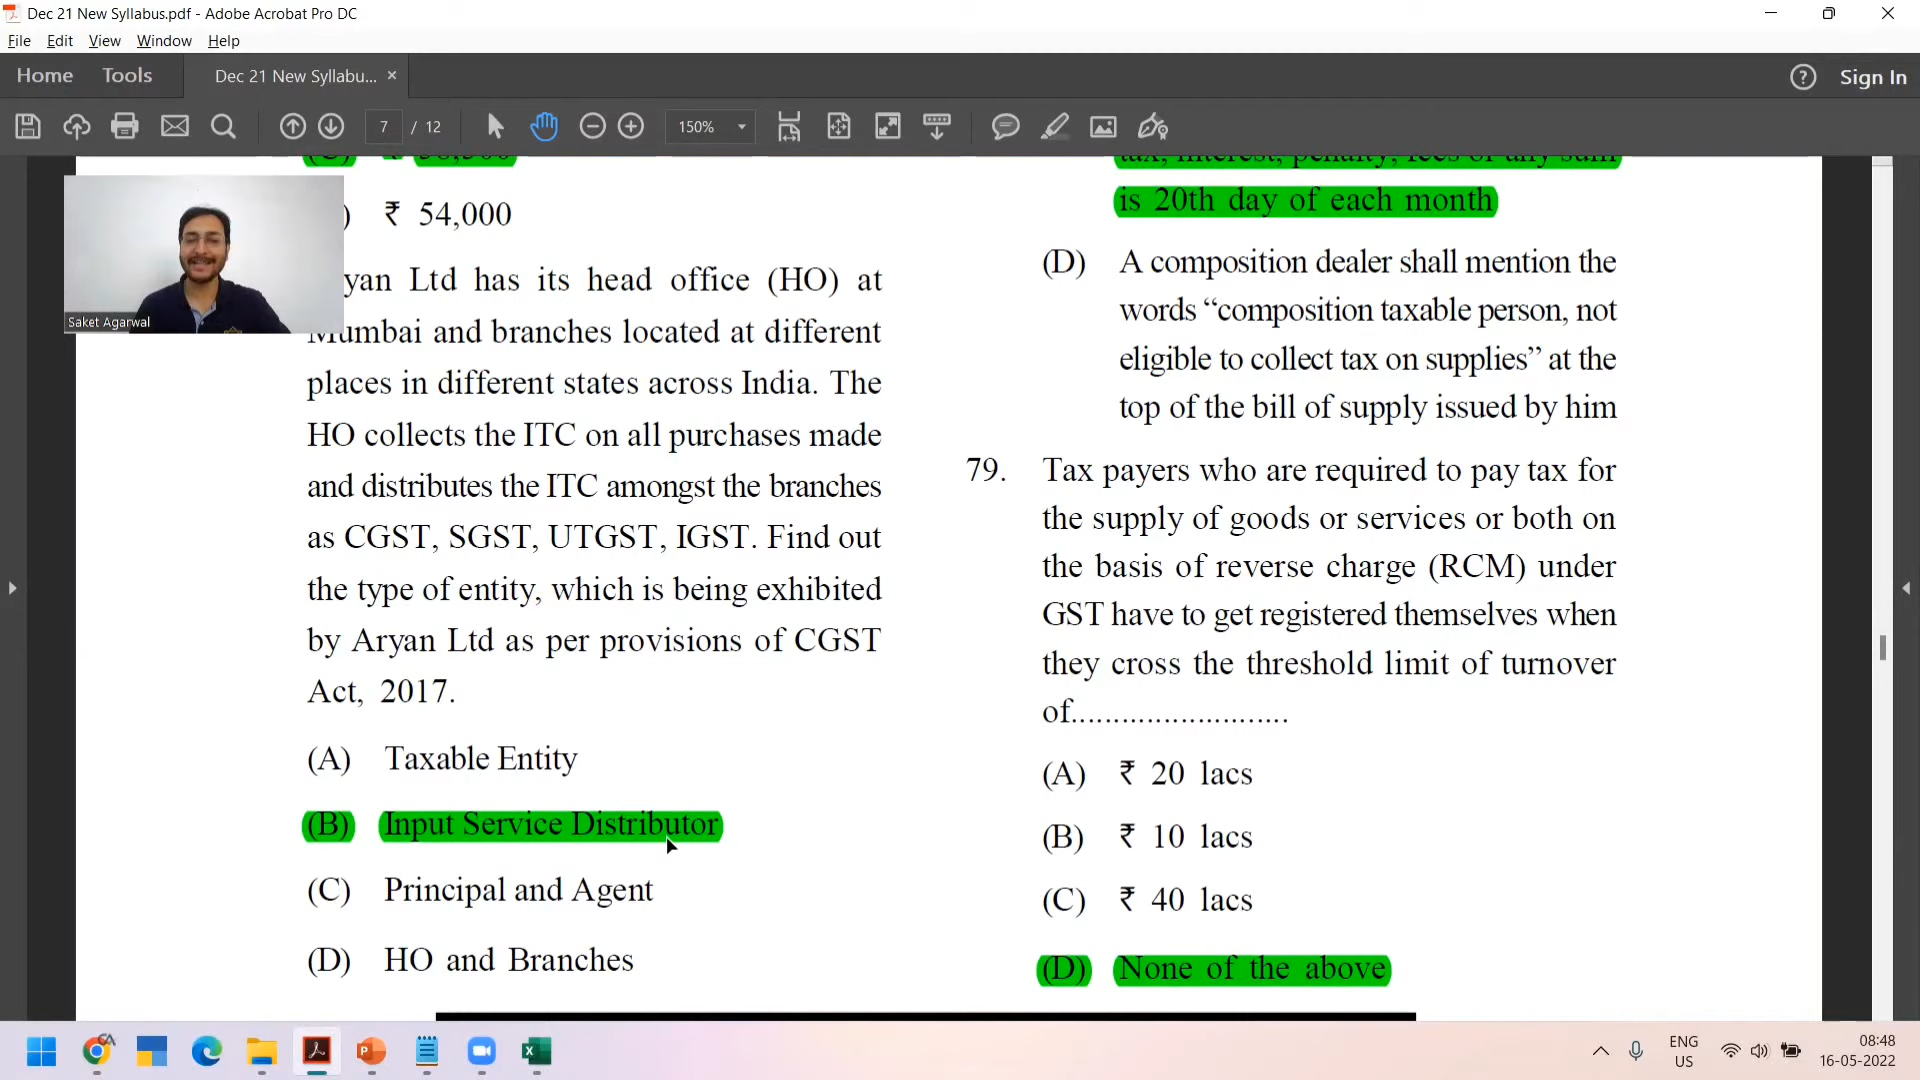 Dec 21 New Syllabus.pdf - Adobe Acrobat Pro DC
File Edit View Window Help
Home Tools Dec 21 New Syllabu... × Sign In
7 / 12 150%
₹ 54,000
yan Ltd has its head office (HO) at
Mumbai and branches located at different
places in different states across India. The
HO collects the ITC on all purchases made
and distributes the ITC amongst the branches
as CGST, SGST, UTGST, IGST. Find out
the type of entity, which is being exhibited
by Aryan Ltd as per provisions of CGST
Act, 2017.
(A) Taxable Entity
(B) Input Service Distributor
(C) Principal and Agent
(D) HO and Branches
tax, interest, penalty, fees or any sum
is 20th day of each month
(D) A composition dealer shall mention the
words “composition taxable person, not
eligible to collect tax on supplies” at the
top of the bill of supply issued by him
79. Tax payers who are required to pay tax for
the supply of goods or services or both on
the basis of reverse charge (RCM) under
GST have to get registered themselves when
they cross the threshold limit of turnover
of.........................
(A) ₹ 20 lacs
(B) ₹ 10 lacs
(C) ₹ 40 lacs
(D) None of the above
Saket Agarwal
ENG
US
08:48
16-05-2022